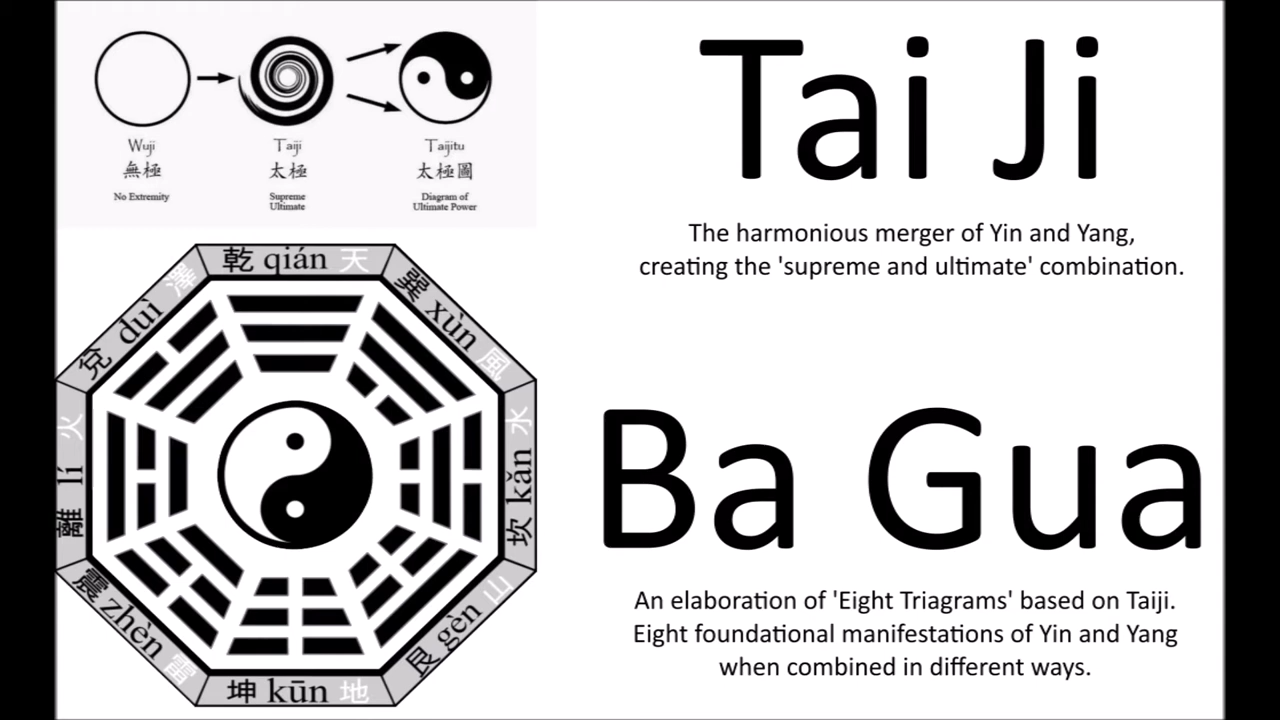 Wuji
無極
No Extremity
Taiji
太極
Supreme
Ultimate
Taijitu
太極圖
Diagram of
Ultimate Power
Tai Ji
The harmonious merger of Yin and Yang,
creating the 'supreme and ultimate' combination.
乾 qián 天
巽 xùn 風
水 kǎn 坎
山 gèn 艮
坤 kūn 地
震 zhèn 雷
離 lí 火
兌 duì 澤
Ba Gua
An elaboration of 'Eight Triagrams' based on Taiji.
Eight foundational manifestations of Yin and Yang
when combined in different ways.